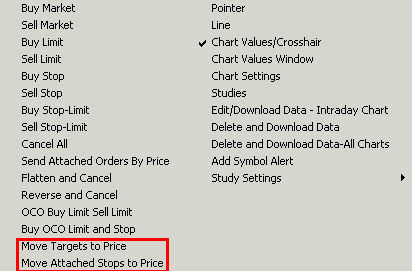 Buy Market
Sell Market
Buy Limit
Sell Limit
Buy Stop
Sell Stop
Buy Stop-Limit
Sell Stop-Limit
Cancel All
Send Attached Orders By Price
Flatten and Cancel
Reverse and Cancel
OCO Buy Limit Sell Limit
Buy OCO Limit and Stop
Move Targets to Price
Move Attached Stops to Price
Pointer
Line
Chart Values/Crosshair
Chart Values Window
Chart Settings
Studies
Edit/Download Data - Intraday Chart
Delete and Download Data
Delete and Download Data-All Charts
Add Symbol Alert
Study Settings